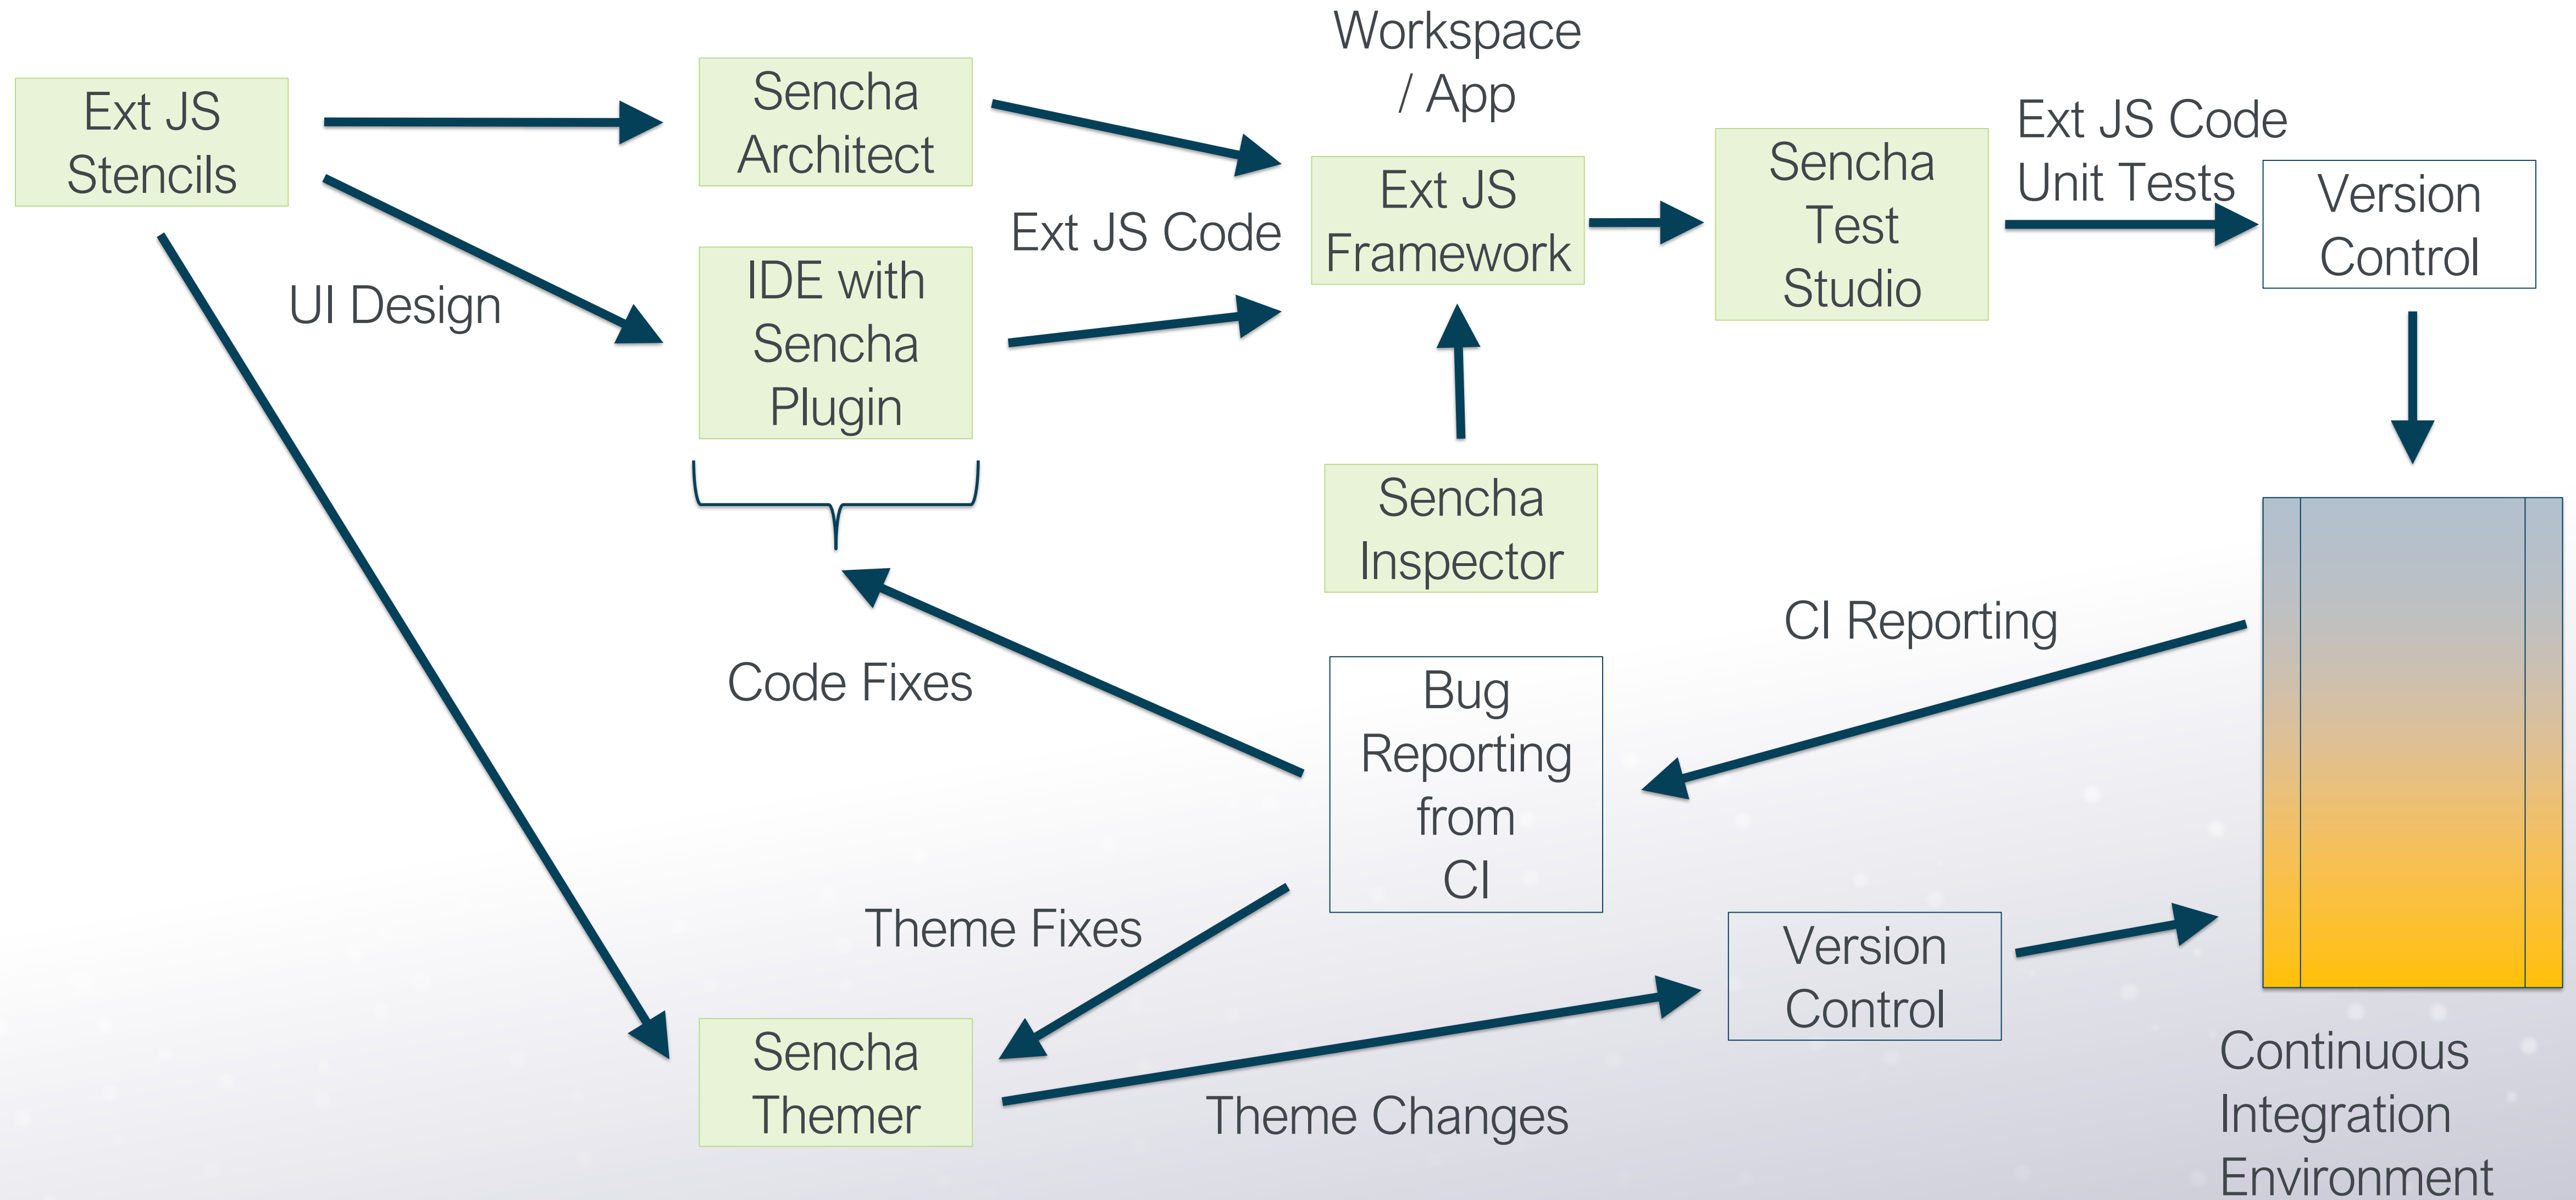 Workspace
/ App
Ext JS
Stencils
Sencha
Architect
Ext JS
Framework
Sencha
Test
Studio
Ext JS Code
Unit Tests
Version
Control
UI Design
IDE with
Sencha
Plugin
Ext JS Code
Sencha
Inspector
CI Reporting
Code Fixes
Bug
Reporting
from
CI
Theme Fixes
Version
Control
Sencha
Themer
Theme Changes
Continuous
Integration
Environment